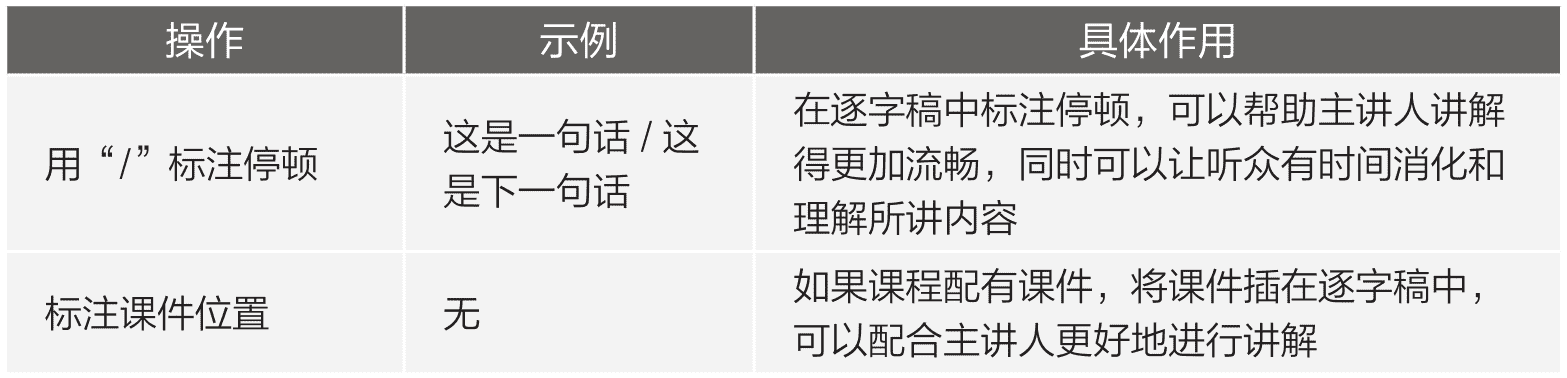 操作 示例 具体作用
用“/”标注停顿
这是一句话 / 这
是下一句话
在逐字稿中标注停顿，可以帮助主讲人讲解
得更加流畅，同时可以让听众有时间消化和
理解所讲内容
标注课件位置
无
如果课程配有课件，将课件插在逐字稿中，
可以配合主讲人更好地进行讲解